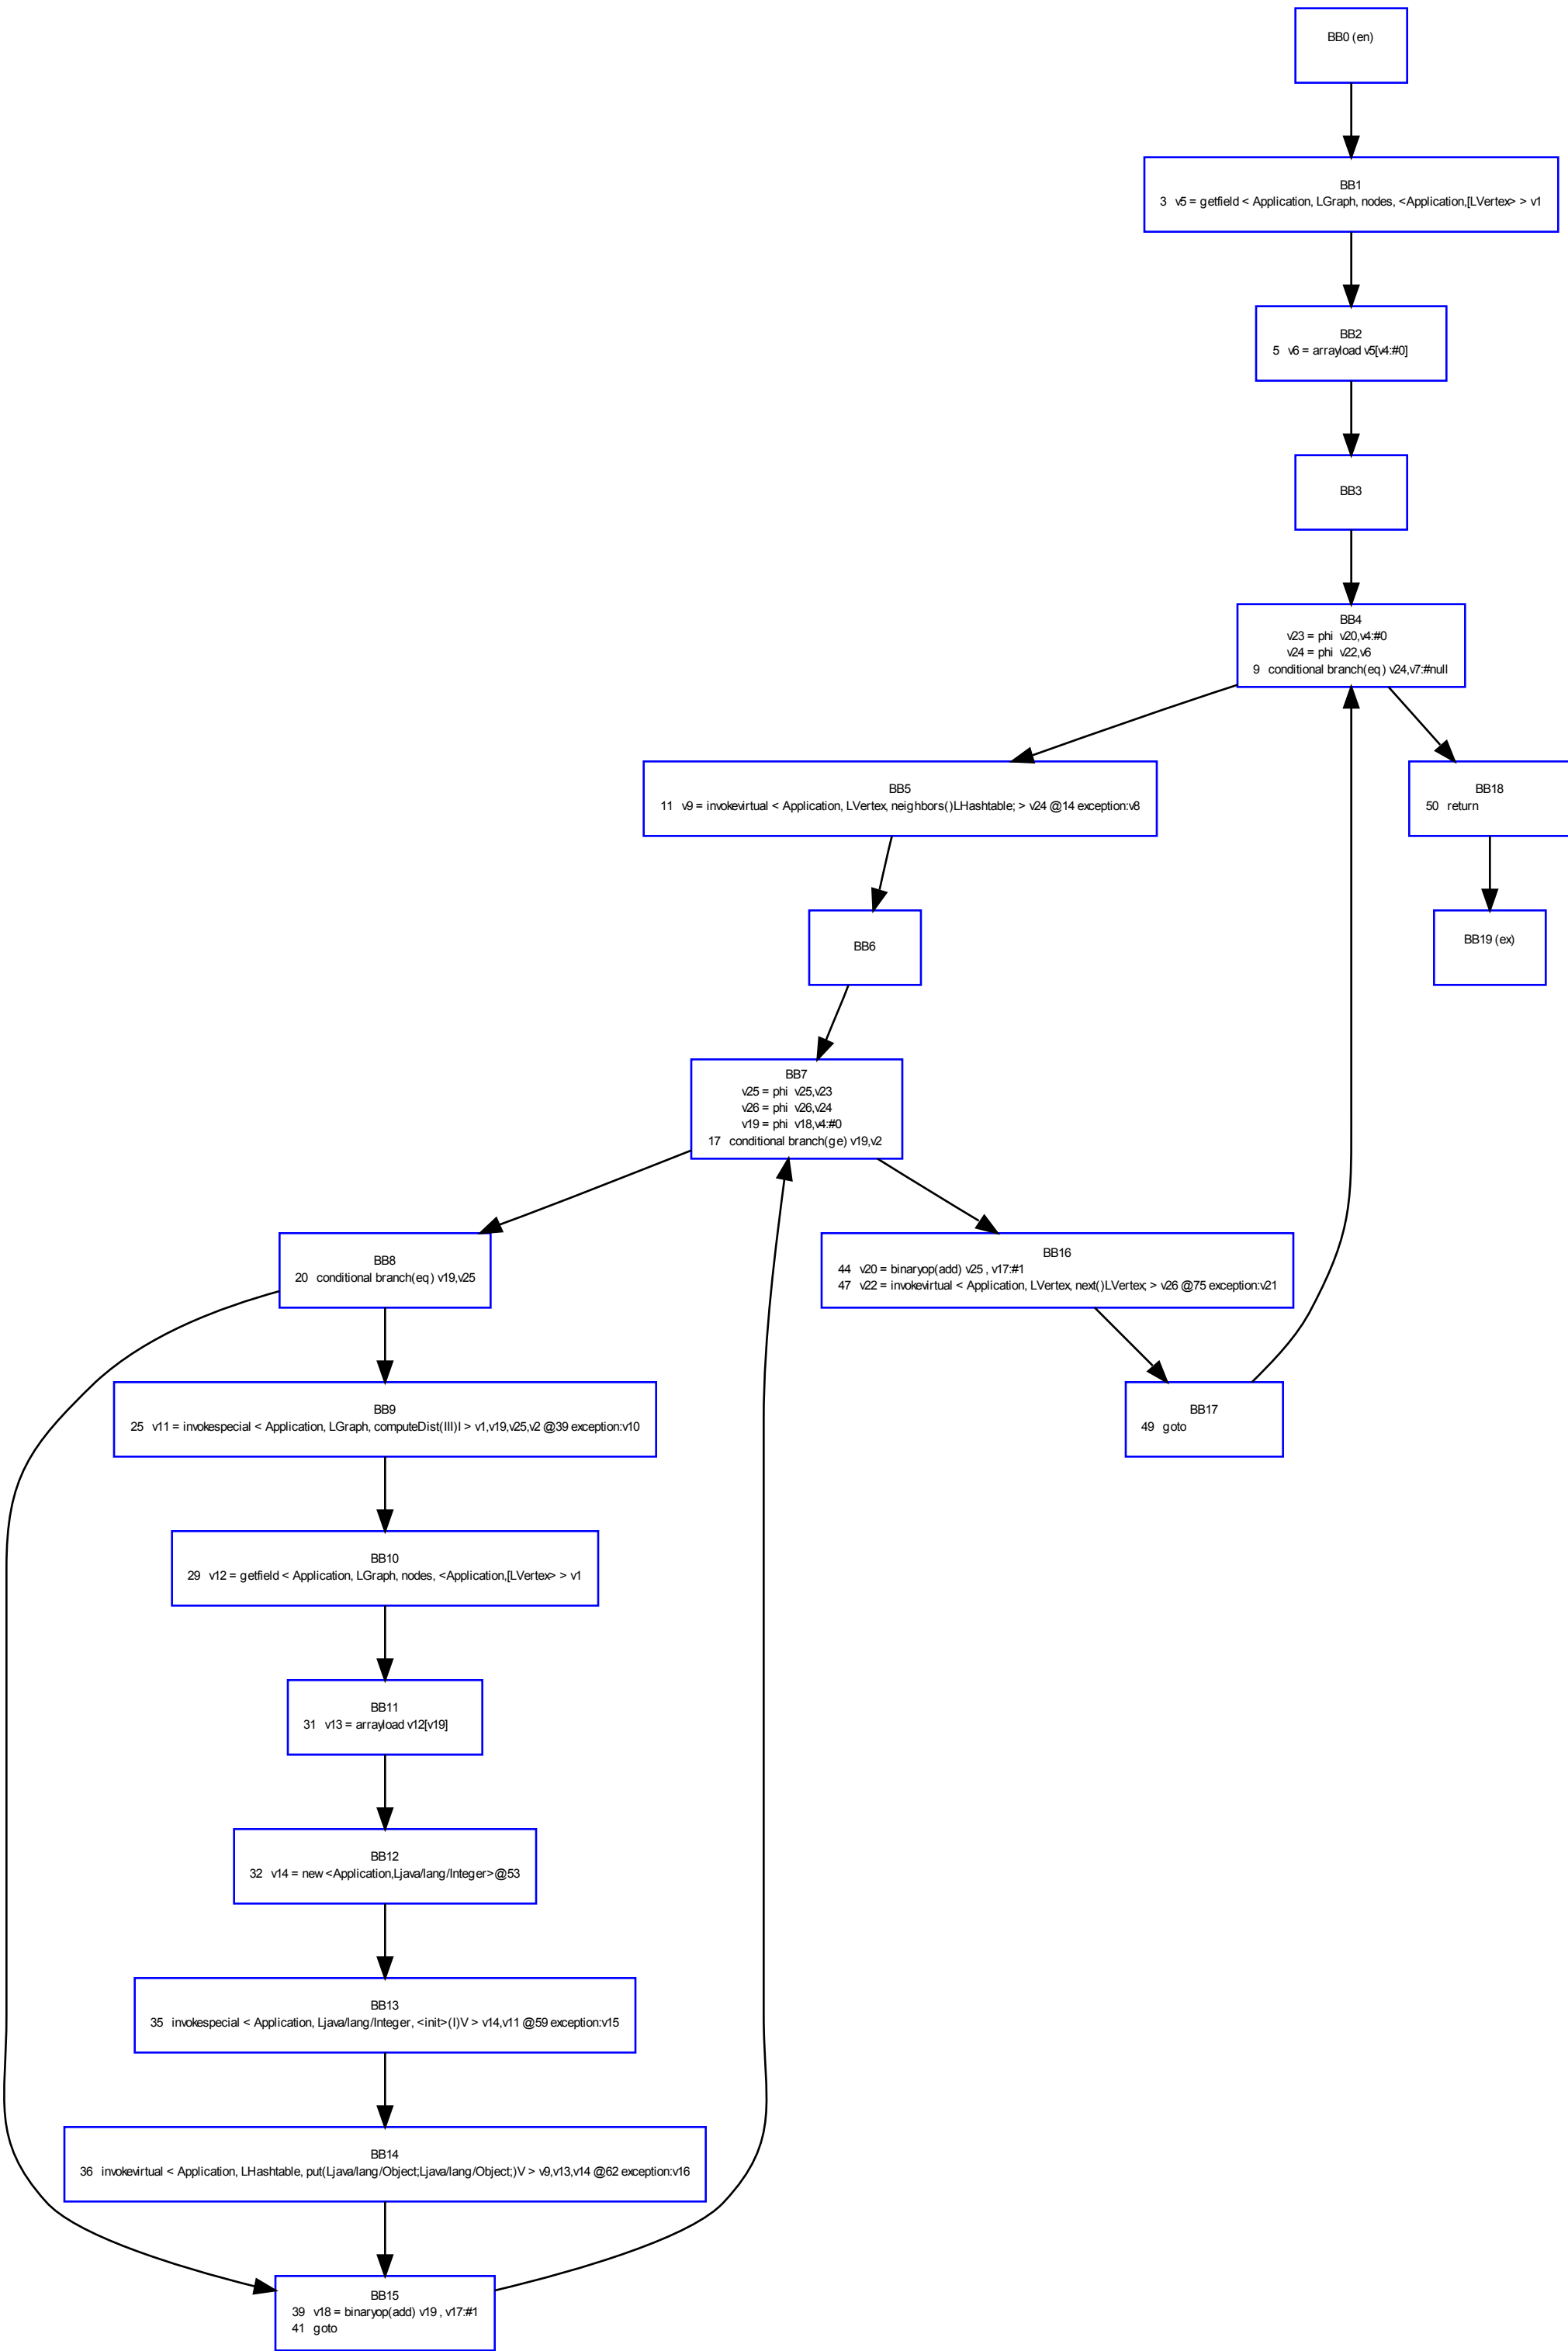 BB0 (en)
BB1
3 v5 = getfield < Application, LGraph, nodes, <Application,[LVertex> > v1
BB2
5 v6 = arrayload v5[v4:#0]
BB3
BB4
v23 = phi v20,v4:#0
v24 = phi v22,v6
9 conditional branch(eq) v24,v7:#null
BB5
11 v9 = invokevirtual < Application, LVertex, neighbors()LHashtable; > v24 @14 exception:v8
BB18
50 return
BB6
BB19 (ex)
BB7
v25 = phi v25,v23
v26 = phi v26,v24
v19 = phi v18,v4:#0
17 conditional branch(ge) v19,v2
BB8
20 conditional branch(eq) v19,v25
BB16
44 v20 = binaryop(add) v25 , v17:#1
47 v22 = invokevirtual < Application, LVertex, next()LVertex; > v26 @75 exception:v21
BB9
25 v11 = invokespecial < Application, LGraph, computeDist(III)I > v1,v19,v25,v2 @39 exception:v10
BB17
49 goto
BB10
29 v12 = getfield < Application, LGraph, nodes, <Application,[LVertex> > v1
BB11
31 v13 = arrayload v12[v19]
BB12
32 v14 = new <Application,Ljava/lang/Integer>@53
BB13
35 invokespecial < Application, Ljava/lang/Integer, <init>(I)V > v14,v11 @59 exception:v15
BB14
36 invokevirtual < Application, LHashtable, put(Ljava/lang/Object;Ljava/lang/Object;)V > v9,v13,v14 @62 exception:v16
BB15
39 v18 = binaryop(add) v19 , v17:#1
41 goto